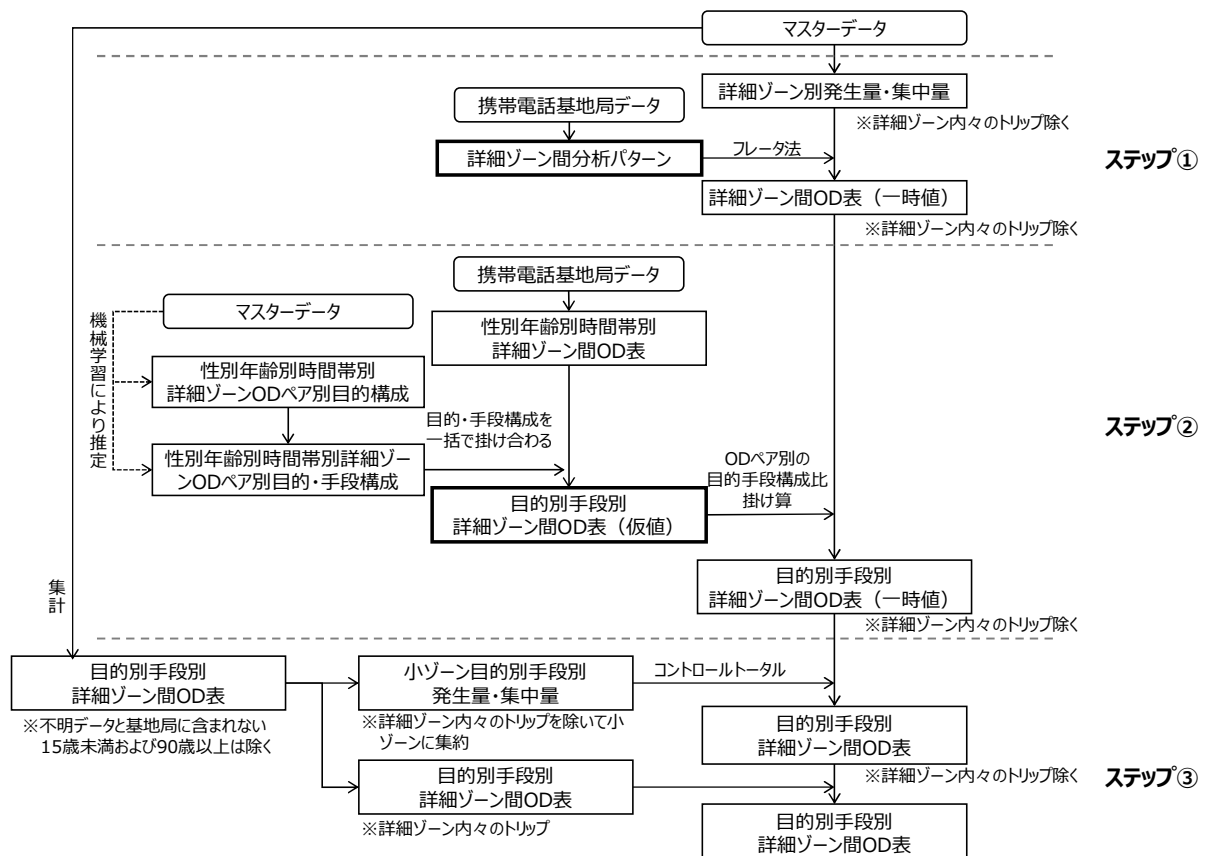 マスターデータ
詳細ゾーン別発生量・集中量
※詳細ゾーン内々のトリップ除く
携帯電話基地局データ
詳細ゾーン間分析パターン
フレータ法
ステップ①
詳細ゾーン間OD表（一時値）
※詳細ゾーン内々のトリップ除く
携帯電話基地局データ
マスターデータ
機械学習により推定
性別年齢別時間帯別
詳細ゾーン間OD表
性別年齢別時間帯別
詳細ゾーンODペア別目的構成
目的・手段構成を
一括で掛け合わる
ステップ②
性別年齢別時間帯別詳細ゾー
ンODペア別目的・手段構成
ODペア別の
目的手段構成比
掛け算
目的別手段別
詳細ゾーン間OD表（仮値）
目的別手段別
詳細ゾーン間OD表（一時値）
※詳細ゾーン内々のトリップ除く
集計
目的別手段別
詳細ゾーン間OD表
※不明データと基地局に含まれない
15歳未満および90歳以上は除く
小ゾーン目的別手段別
発生量・集中量
※詳細ゾーン内々のトリップを除いて小
ゾーンに集約
コントロールトータル
目的別手段別
詳細ゾーン間OD表
※詳細ゾーン内々のトリップ除く
ステップ③
目的別手段別
詳細ゾーン間OD表
※詳細ゾーン内々のトリップ
目的別手段別
詳細ゾーン間OD表